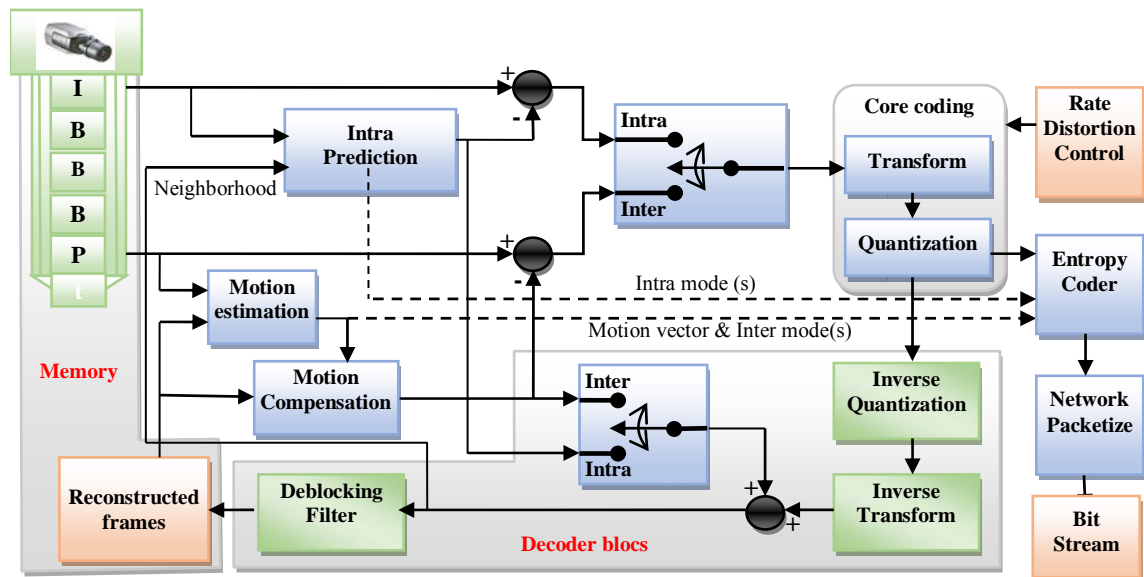 I
B
B
B
P
t
Memory
Neighborhood
Intra
Prediction
+
-
+
-
Intra
Inter
Core coding
Transform
Quantization
Rate
Distortion
Control
Entropy
Coder
Intra mode (s)
Motion vector & Inter mode(s)
Motion
estimation
Motion
Compensation
Inter
Intra
Inverse
Quantization
Inverse
Transform
Network
Packetize
Bit
Stream
Reconstructed
frames
Deblocking
Filter
+
+
Decoder blocs